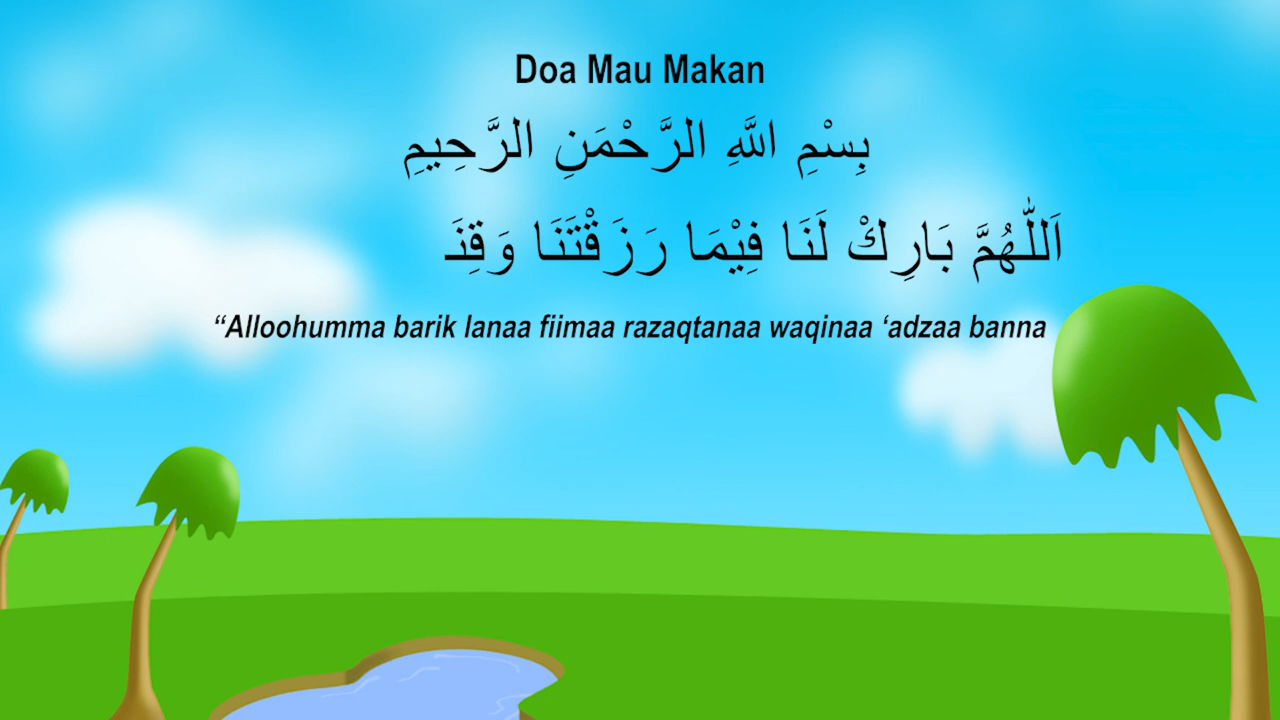 Doa Mau Makan
بِسْمِ اللَّهِ الرَّحْمَنِ الرَّحِيمِ
اَللّٰهُمَّ بَارِكْ لَنَا فِيْمَا رَزَقْتَنَا وَقِنَـ
“Alloohumma barik lanaa fiimaa razaqtanaa waqinaa ‘adzaa banna